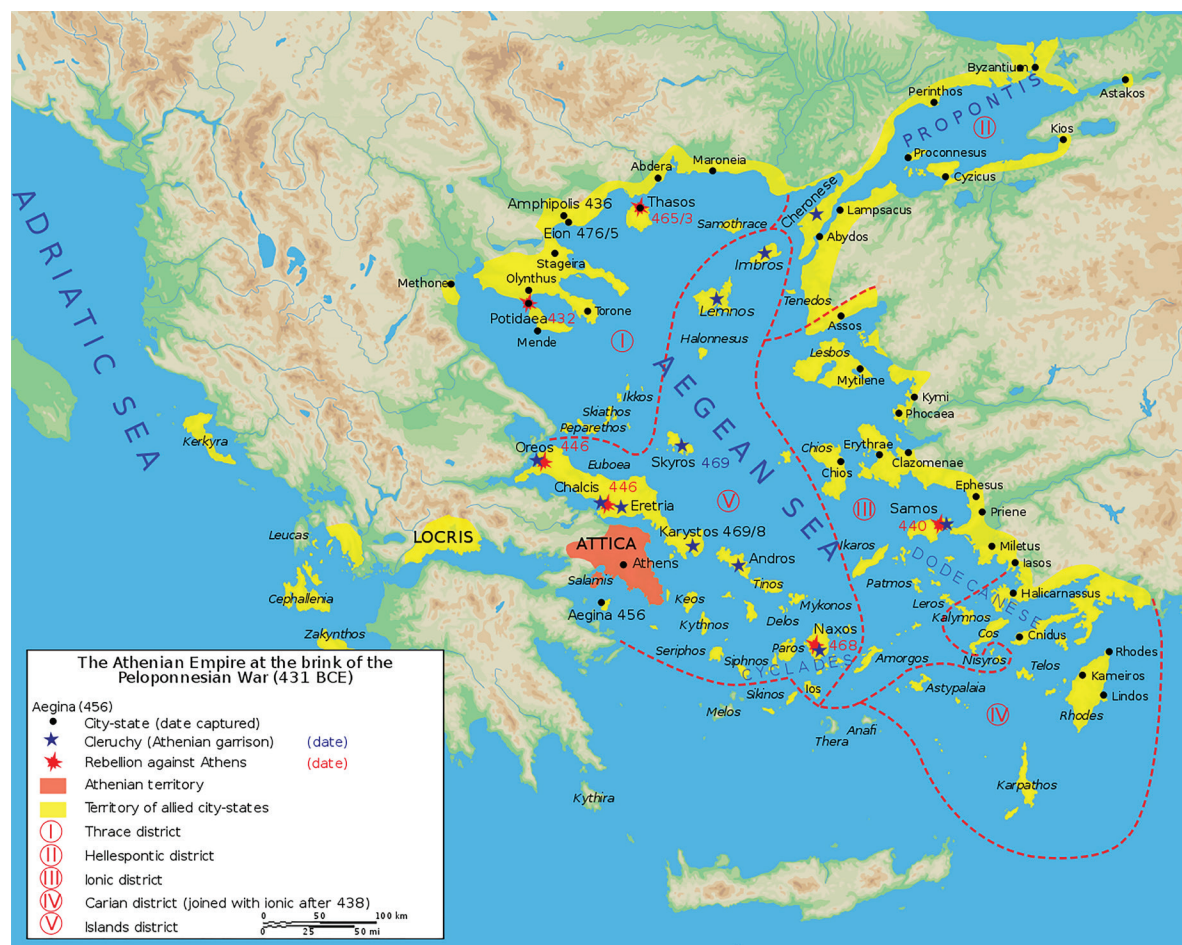 Byzantium
Astakos
Perinthos
PROPONTIS
II
Kios
Proconnesus
Cyzicus
Maroneia
Abdera
Thasos
465/3
Amphipolis 436
Eion 476/5
Samothrace
Cheronese
Lampsacus
Abydos
Imbros
Stageira
Olynthus
Methone
Potidaea 432
Torone
Mende
Lemnos
Tenedos
Assos
I
Halonnesus
ADRIATIC SEA
AEGEAN SEA
Lesbos
Mytilene
Kymi
Phocaea
Ikkos
Skiathos
Peparethos
Kerkyra
Oreos 446
Euboea
Skyros 469
Chios
Chios
Erythrae
Clazomenae
Chalcis 446
Eretria
V
III
Ephesus
Priene
Samos
440
Leucas
LOCRIS
ATTICA
Athens
Karystos 469/8
Andros
Ikaros
Miletus
Iasos
DODECANESE
Salamis
Tinos
Patmos
Halicarnassus
Cephallenia
Aegina 456
Keos
Mykonos
Delos
Leros
Kalymnos
Kythnos
Naxos
468
Cos
Cnidus
Zakynthos
Seriphos
Paros
Siphnos
CYCLADES
Amorgos
Nisyros
Telos
Rhodes
Kameiros
Lindos
Rhodes
Sikinos
Ios
Astypalaia
IV
Melos
Anafi
Thera
Karpathos
Kythira
The Athenian Empire at the brink of the
Peloponnesian War (431 BCE)
Aegina (456)
City-state (date captured)
Cleruchy (Athenian garrison) (date)
Rebellion against Athens (date)
Athenian territory
Territory of allied city-states
I Thrace district
II Hellespontic district
III Ionic district
IV Carian district (joined with ionic after 438)
V Islands district
0 50 100 km
0 25 50 mi